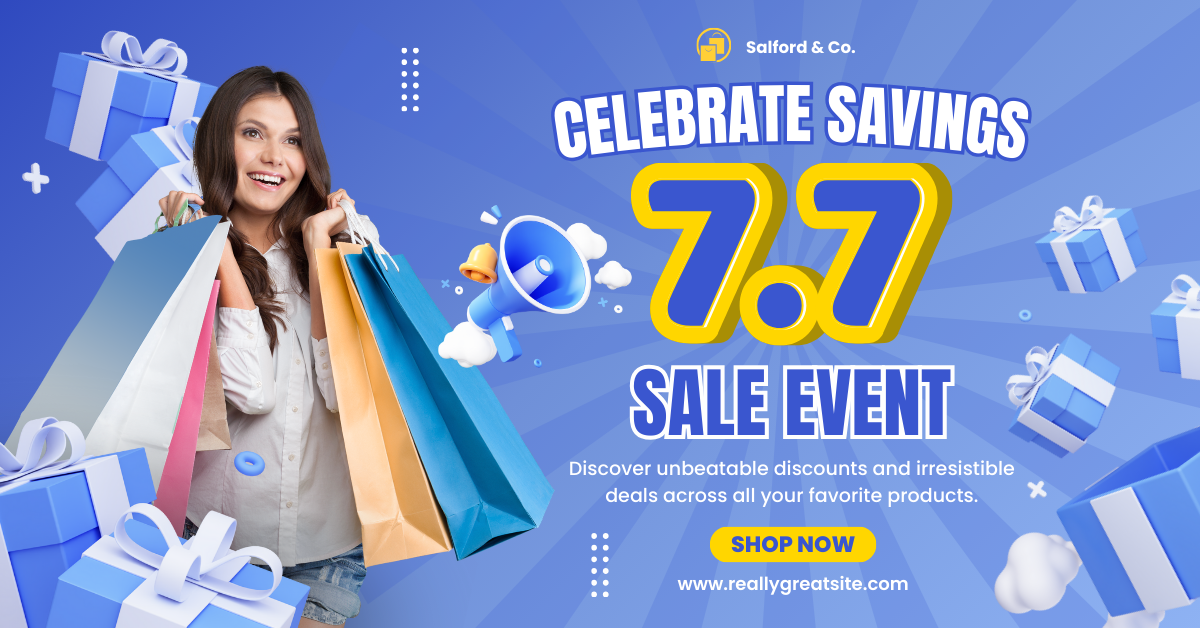 Salford & Co.
CELEBRATE SAVINGS
7.7
SALE EVENT
Discover unbeatable discounts and irresistible
deals across all your favorite products.
SHOP NOW
www.reallygreatsite.com